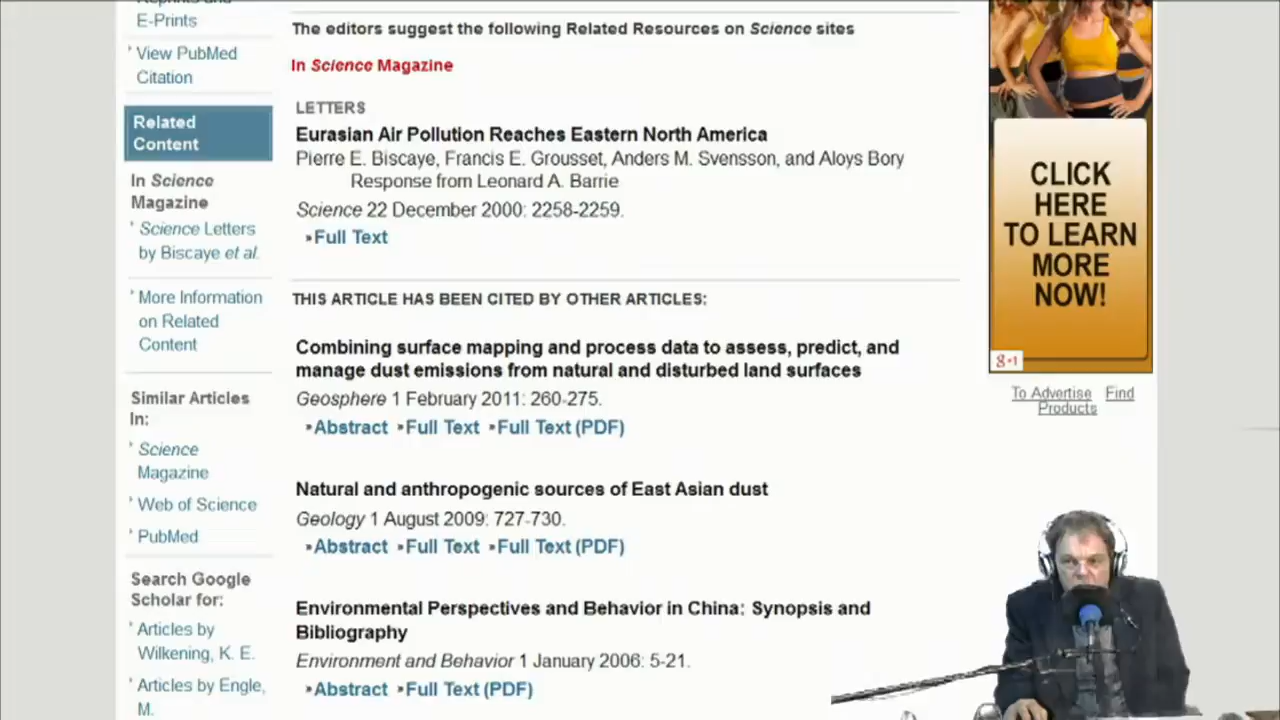 Reprints and
E-Prints
View PubMed
Citation
Related
Content
In Science
Magazine
Science Letters
by Biscaye et al.
More Information
on Related
Content
Similar Articles
In:
Science
Magazine
Web of Science
PubMed
Search Google
Scholar for:
Articles by
Wilkening, K. E.
Articles by Engle,
M.
The editors suggest the following Related Resources on Science sites
In Science Magazine
LETTERS
Eurasian Air Pollution Reaches Eastern North America
Pierre E. Biscaye, Francis E. Grousset, Anders M. Svensson, and Aloys Bory
Response from Leonard A. Barrie
Science 22 December 2000: 2258-2259.
»Full Text
THIS ARTICLE HAS BEEN CITED BY OTHER ARTICLES:
Combining surface mapping and process data to assess, predict, and
manage dust emissions from natural and disturbed land surfaces
Geosphere 1 February 2011: 260-275.
»Abstract »Full Text »Full Text (PDF)
Natural and anthropogenic sources of East Asian dust
Geology 1 August 2009: 727-730.
»Abstract »Full Text »Full Text (PDF)
Environmental Perspectives and Behavior in China: Synopsis and
Bibliography
Environment and Behavior 1 January 2006: 5-21.
»Abstract »Full Text (PDF)
CLICK
HERE
TO LEARN
MORE
NOW!
g+1
To Advertise Find
Products